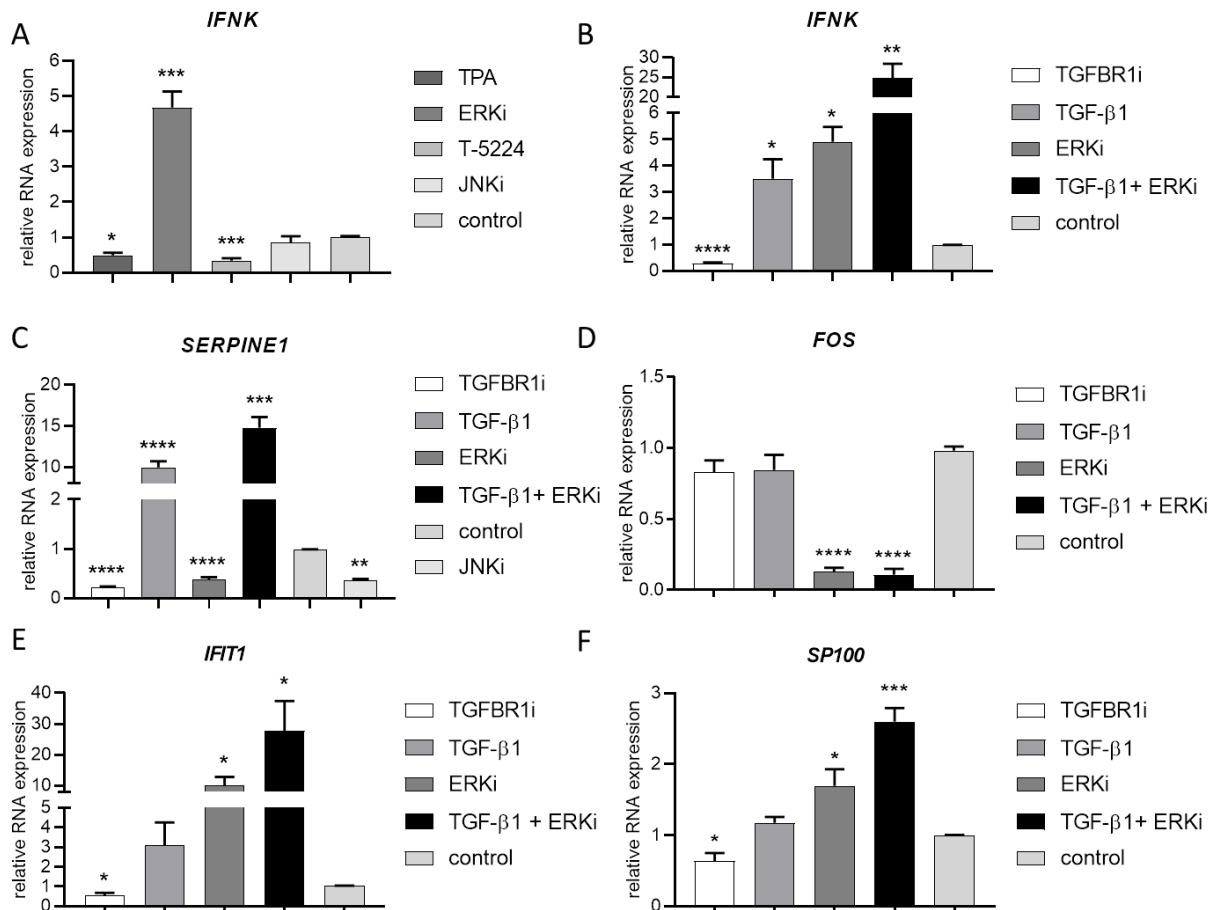 A
IFNK
relative RNA expression
6
5
4
3
2
1
0
*
***
***
TPA
ERKi
T-5224
JNKi
control
B
IFNK
relative RNA expression
30
25
20
15
6
5
4
3
2
1
0
****
*
*
**
TGFBR1i
TGF-β1
ERKi
TGF-β1+ ERKi
control
C
SERPINE1
relative RNA expression
20
15
10
2
1
0
****
****
****
***
**
TGFBR1i
TGF-β1
ERKi
TGF-β1+ ERKi
control
JNKi
D
FOS
relative RNA expression
1.5
1.0
0.5
0.0
****
****
TGFBR1i
TGF-β1
ERKi
TGF-β1 + ERKi
control
E
IFIT1
relative RNA expression
40
30
20
10
5
4
3
2
1
0
*
*
*
TGFBR1i
TGF-β1
ERKi
TGF-β1 + ERKi
control
F
SP100
relative RNA expression
3
2
1
0
*
*
***
TGFBR1i
TGF-β1
ERKi
TGF-β1+ ERKi
control